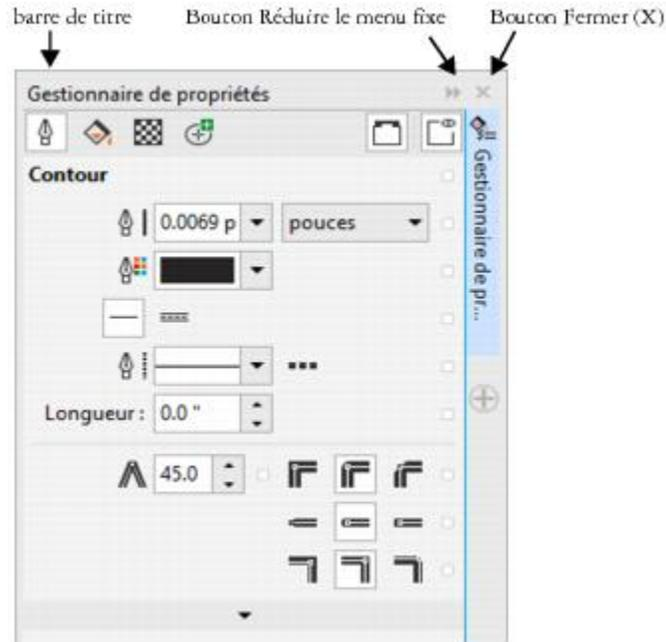 barre de titre Bouton Réduire le menu fixe Bouton Fermer (X)
Gestionnaire de propriétés
Contour
0.0069 p pouces
Longueur : 0.0 "
45.0
Gestionnaire de pr...